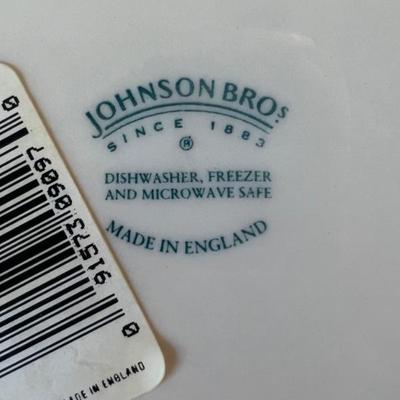 JOHNSON BROS
SINCE 1883
®
DISHWASHER, FREEZER
AND MICROWAVE SAFE
MADE IN ENGLAND
0 91573 09097 0
MADE IN ENGLAND